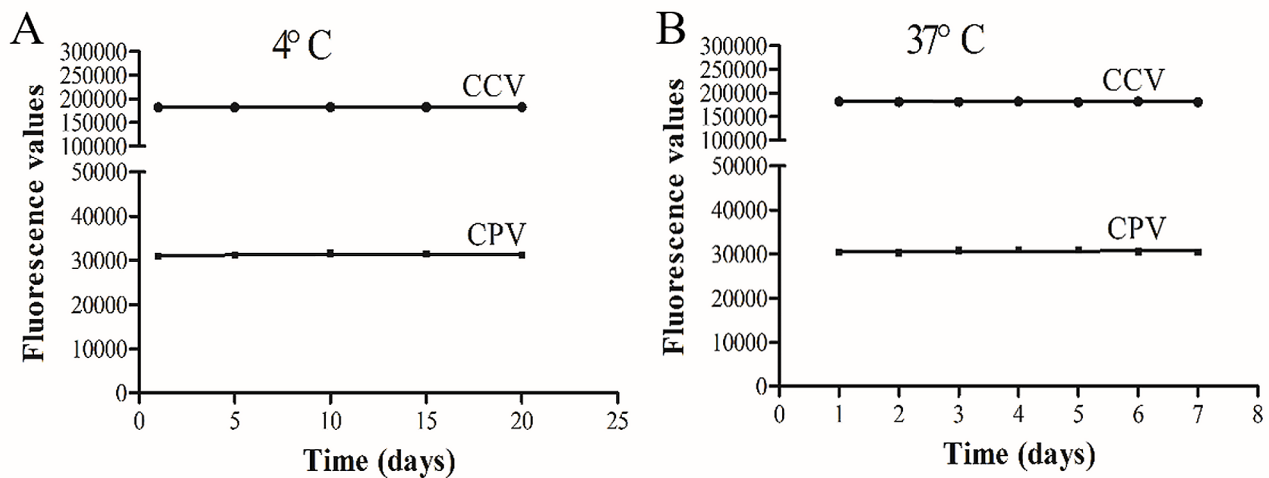 A
4° C
300000
250000
200000
150000
100000
50000
40000
30000
20000
10000
0
Fluorescence values
CCV
CPV
0 5 10 15 20 25
Time (days)
B
37° C
300000
250000
200000
150000
100000
50000
40000
30000
20000
10000
0
Fluorescence values
CCV
CPV
0 1 2 3 4 5 6 7 8
Time (days)